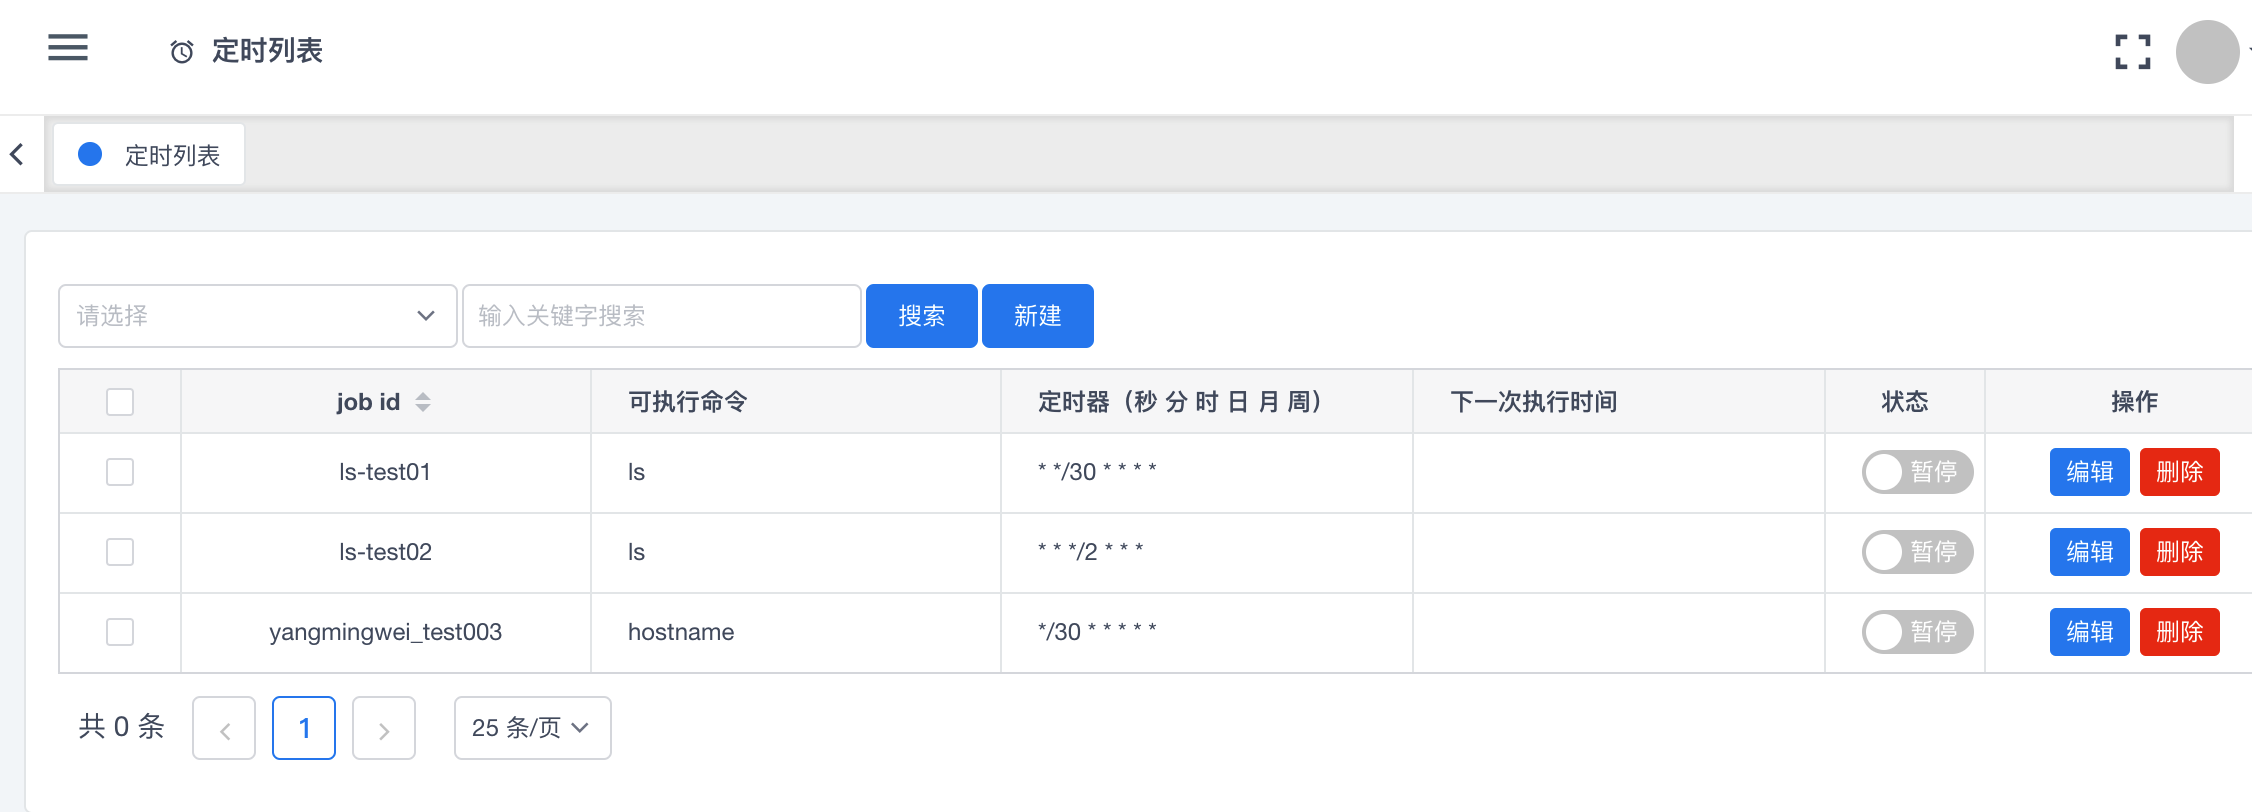 定时列表
定时列表
请选择 输入关键字搜索 搜索 新建
job id 可执行命令 定时器（秒 分 时 日 月 周） 下一次执行时间 状态 操作
ls-test01 ls * */30 * * * * 暂停 编辑 删除
ls-test02 ls * * */2 * * * 暂停 编辑 删除
yangmingwei_test003 hostname */30 * * * * * 暂停 编辑 删除
共 0 条 1 25 条/页